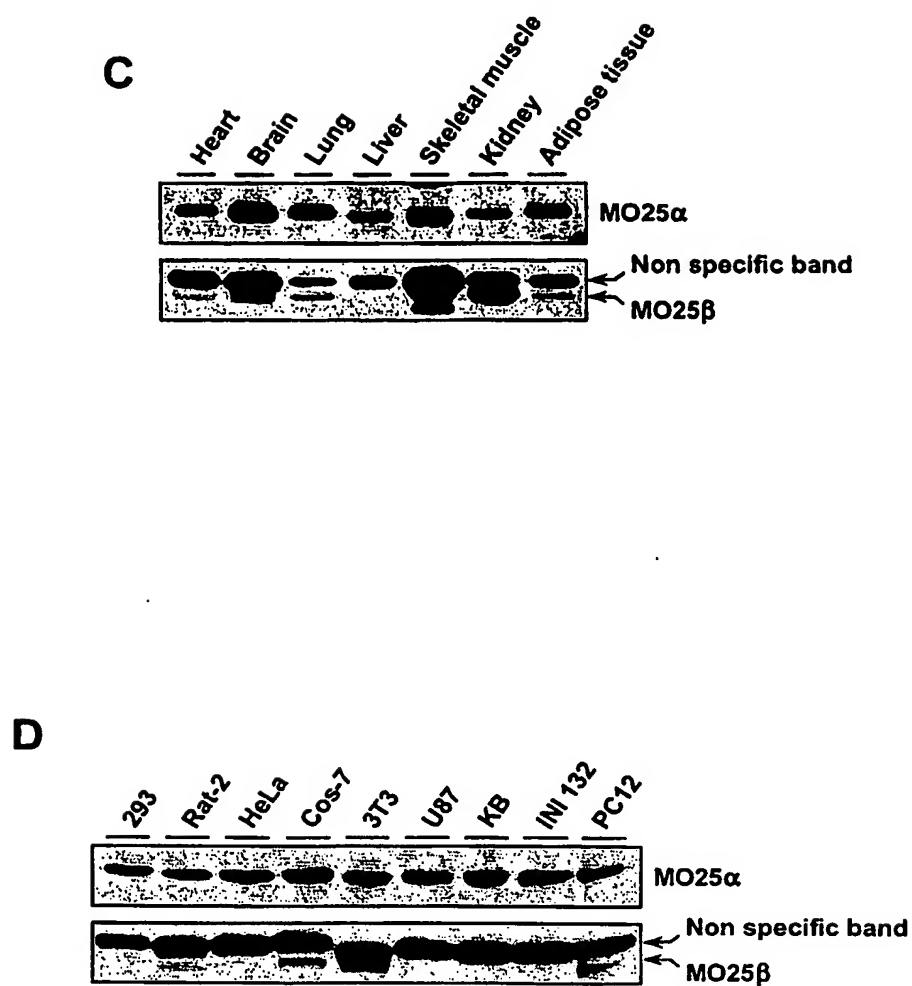 C
Heart Brain Lung Liver Skeletal muscle Kidney Adipose tissue
MO25α
Non specific band
MO25β
D
293 Rat-2 HeLa Cos-7 3T3 U87 KB INI 132 PC12
MO25α
Non specific band
MO25β